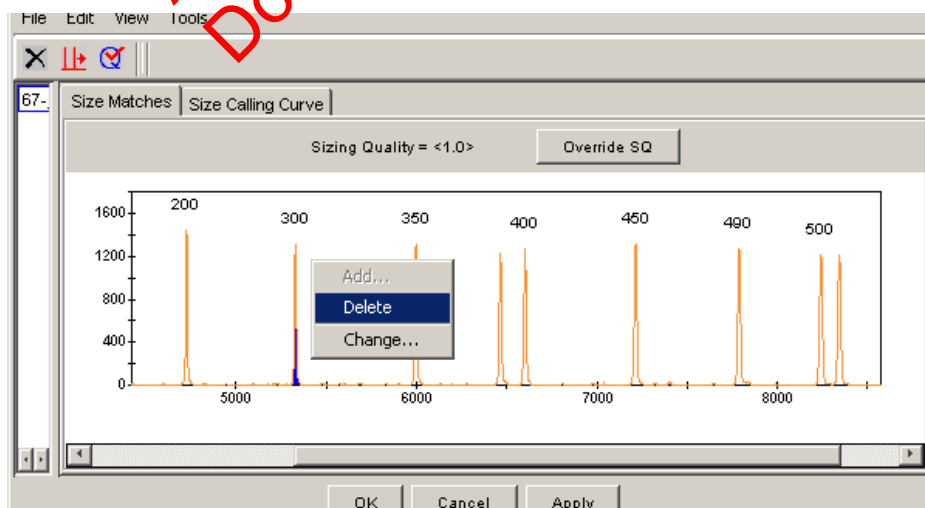 File Edit View Tools
Do
67-.
Size Matches Size Calling Curve
Sizing Quality = <1.0> Override SQ
200 300 350 400 450 490 500
1600
1200
800
400
0
Add...
Delete
Change...
5000 6000 7000 8000
OK Cancel Apply